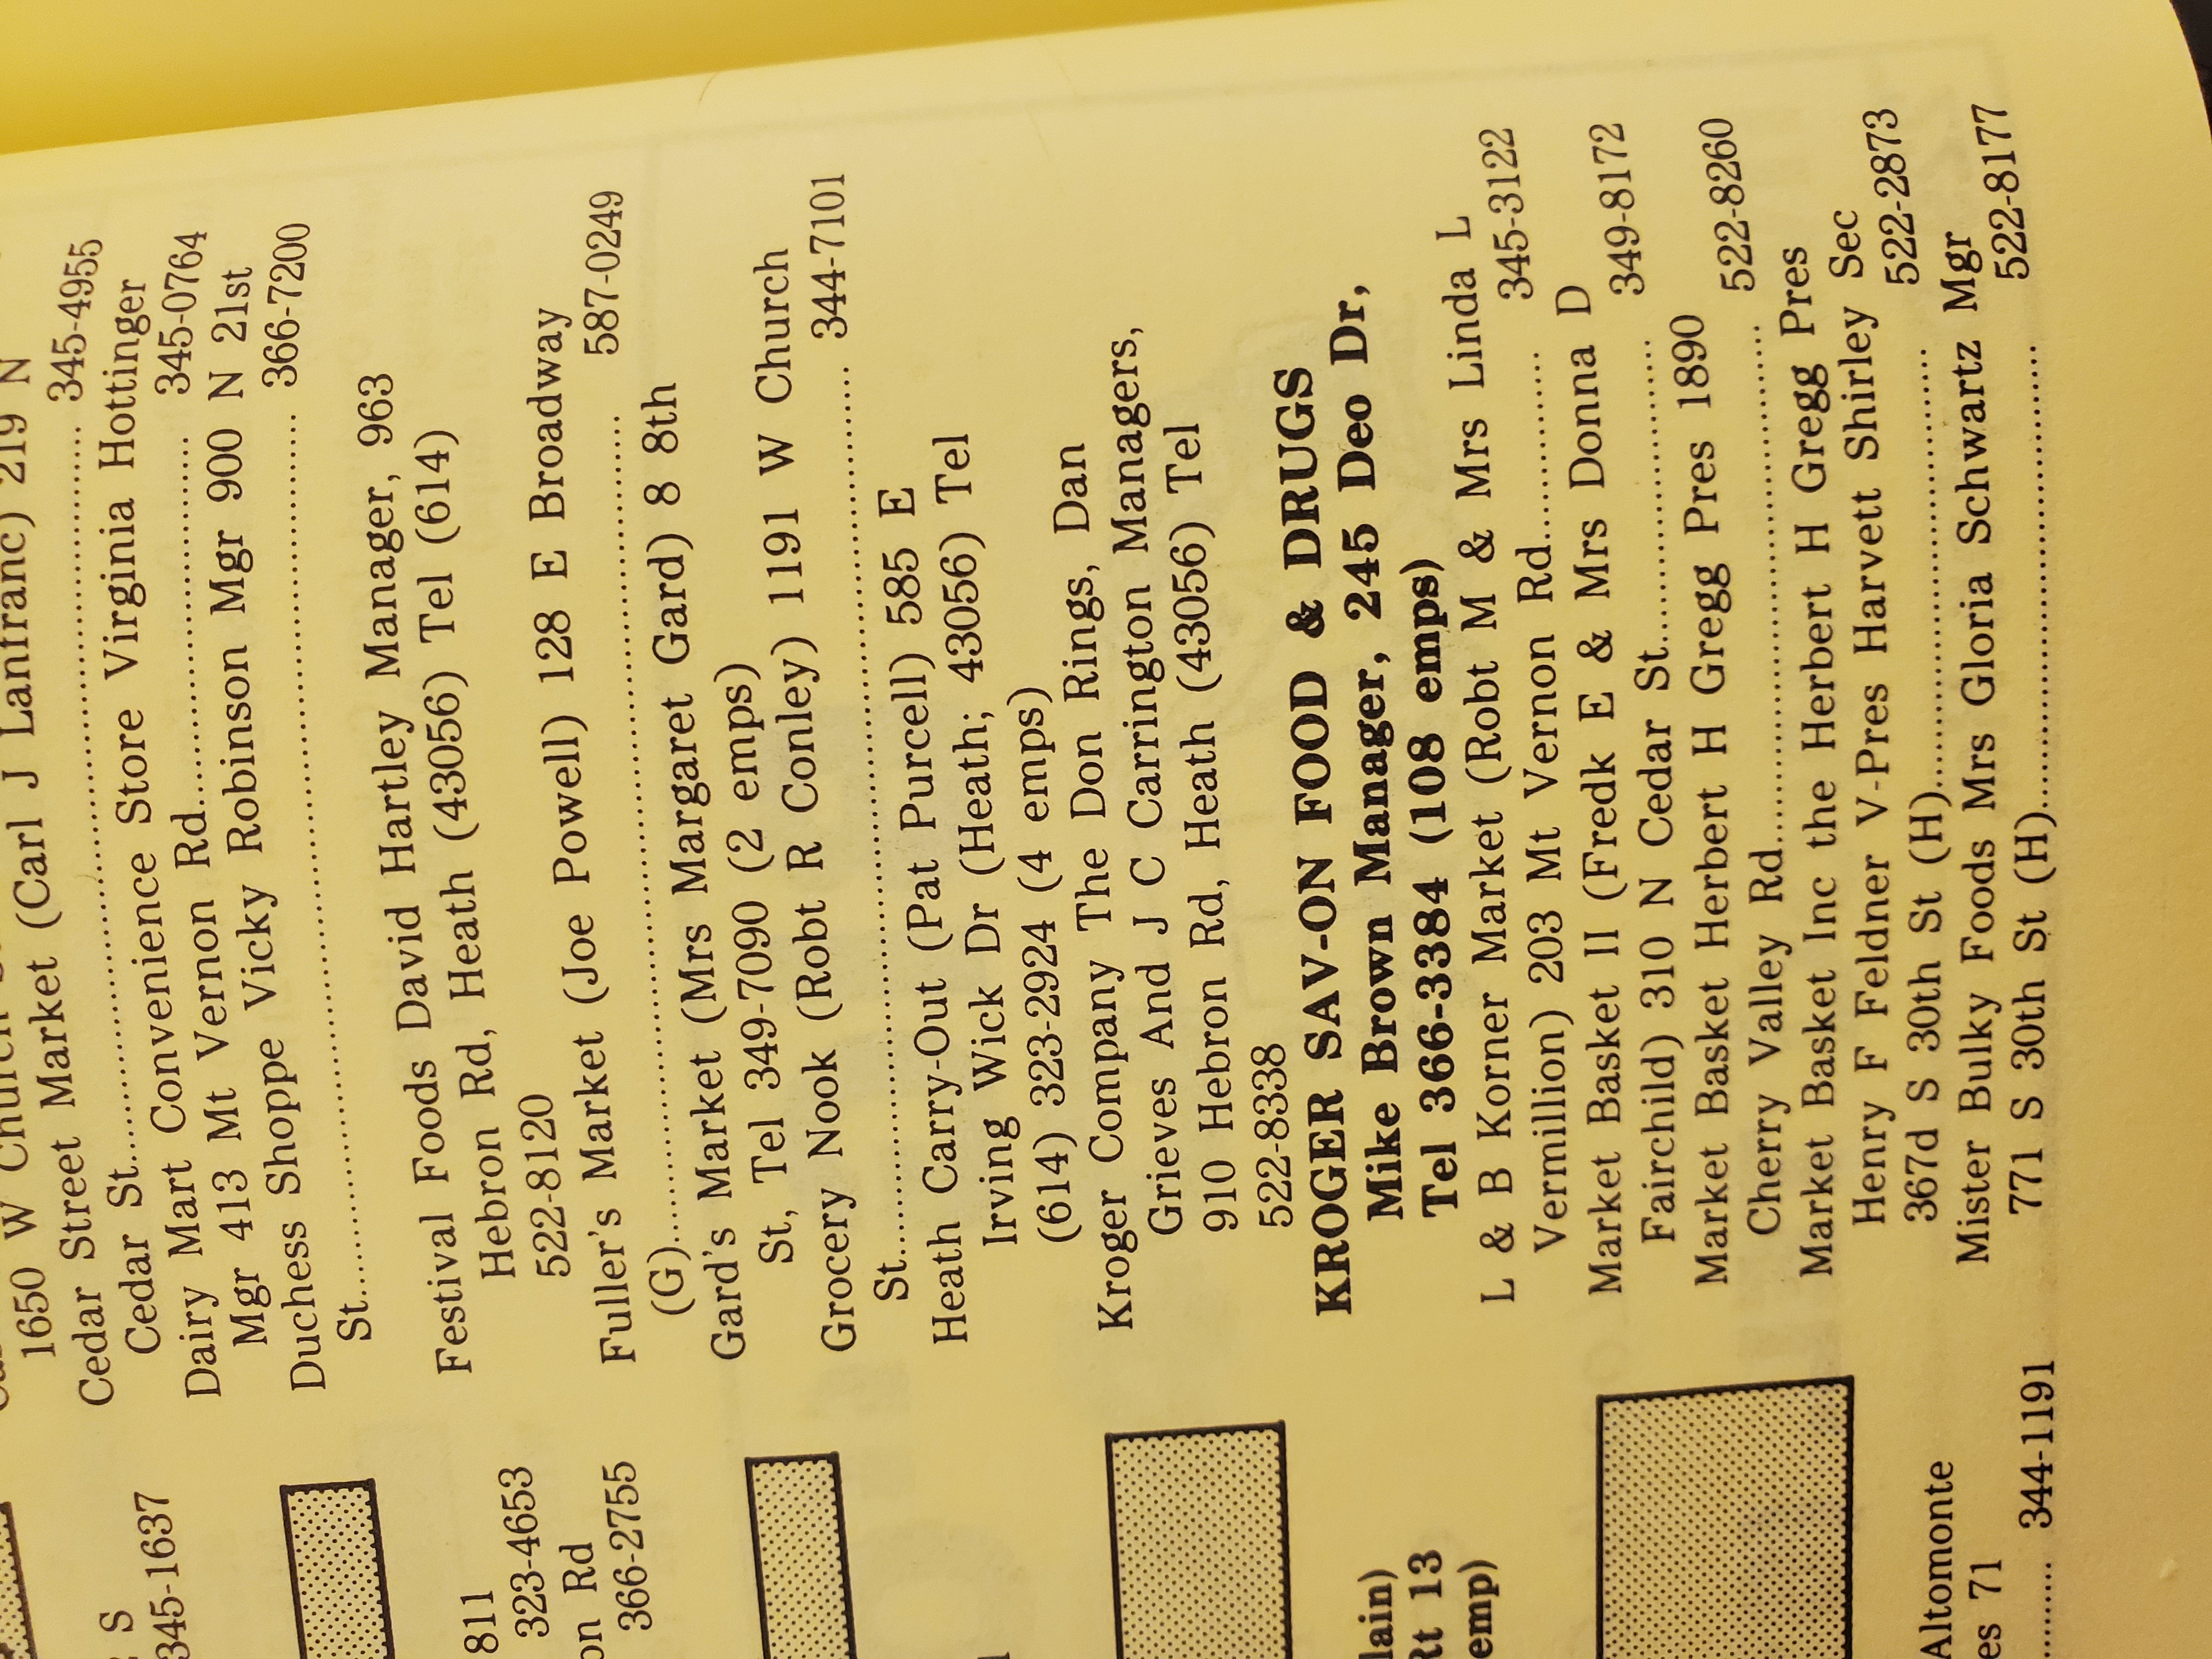 1650 W
Cedar Street Market (Carl J Lantranc) 219 N
Cedar St.......... 345-4955
Dairy Mart Convenience Store Virginia Hottinger
Mgr 413 Mt Vernon Rd.......... 345-0764
Duchess Shoppe Vicky Robinson Mgr 900 N 21st
St.......... 366-7200
Festival Foods David Hartley Manager, 963
Hebron Rd, Heath (43056) Tel (614)
522-8120
Fuller's Market (Joe Powell) 128 E Broadway
(G).......... 587-0249
Gard's Market (Mrs Margaret Gard) 8 8th
St, Tel 349-7090 (2 emps)
Grocery Nook (Robt R Conley) 1191 W Church
St.......... 344-7101
Heath Carry-Out (Pat Purcell) 585 E
Irving Wick Dr (Heath; 43056) Tel
(614) 323-2924 (4 emps)
Kroger Company The Don Rings, Dan
Grieves And J C Carrington Managers,
910 Hebron Rd, Heath (43056) Tel
522-8338
KROGER SAV-ON FOOD & DRUGS
Mike Brown Manager, 245 Deo Dr,
Tel 366-3384 (108 emps)
L & B Korner Market (Robt M & Mrs Linda L
Vermillion) 203 Mt Vernon Rd.......... 345-3122
Market Basket II (Fredk E & Mrs Donna D
Fairchild) 310 N Cedar St.......... 349-8172
Market Basket Herbert H Gregg Pres 1890
Cherry Valley Rd.......... 522-8260
Market Basket Inc the Herbert H Gregg Pres
Henry F Feldner V-Pres Harvett Shirley Sec
367d S 30th St (H).......... 522-2873
Mister Bulky Foods Mrs Gloria Schwartz Mgr
771 S 30th St (H).......... 522-8177
S
345-1637
811
323-4653
on Rd
366-2755
lain)
Rt 13
emp)
Altomonte
es 71
.......... 344-1191